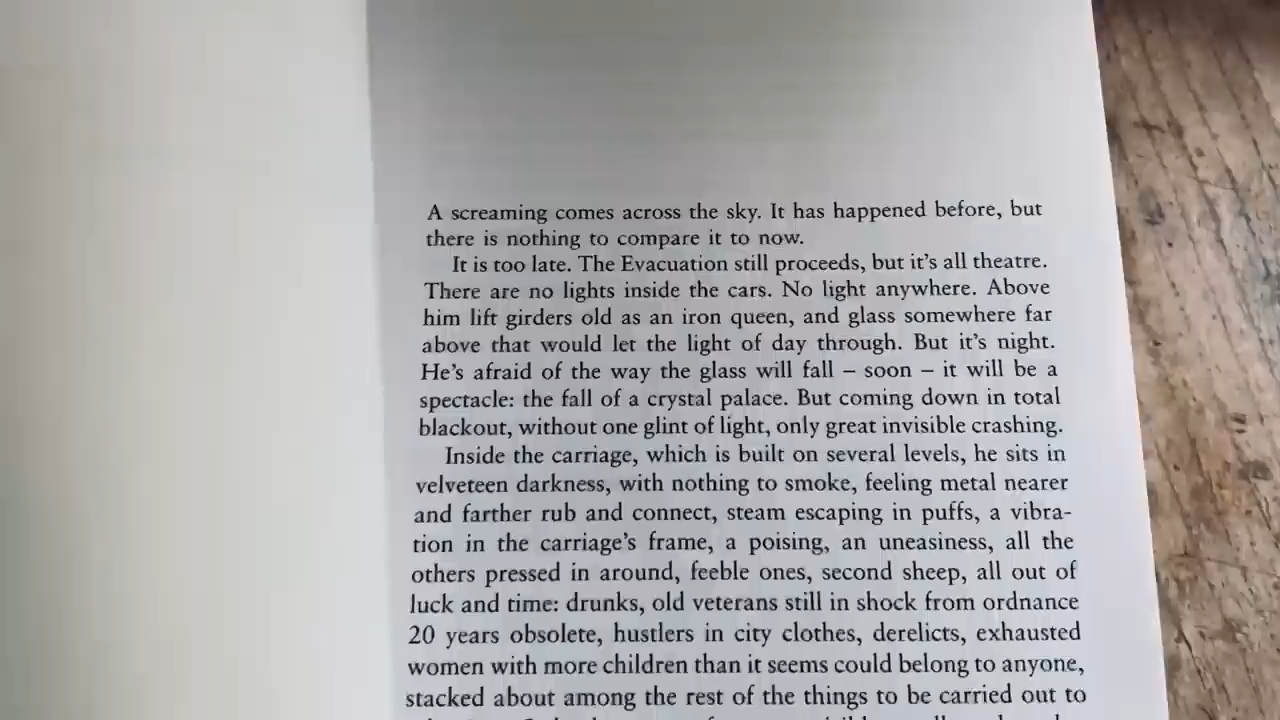 A screaming comes across the sky. It has happened before, but
there is nothing to compare it to now.
It is too late. The Evacuation still proceeds, but it's all theatre.
There are no lights inside the cars. No light anywhere. Above
him lift girders old as an iron queen, and glass somewhere far
above that would let the light of day through. But it's night.
He's afraid of the way the glass will fall – soon – it will be a
spectacle: the fall of a crystal palace. But coming down in total
blackout, without one glint of light, only great invisible crashing.
Inside the carriage, which is built on several levels, he sits in
velveteen darkness, with nothing to smoke, feeling metal nearer
and farther rub and connect, steam escaping in puffs, a vibra-
tion in the carriage's frame, a poising, an uneasiness, all the
others pressed in around, feeble ones, second sheep, all out of
luck and time: drunks, old veterans still in shock from ordnance
20 years obsolete, hustlers in city clothes, derelicts, exhausted
women with more children than it seems could belong to anyone,
stacked about among the rest of the things to be carried out to